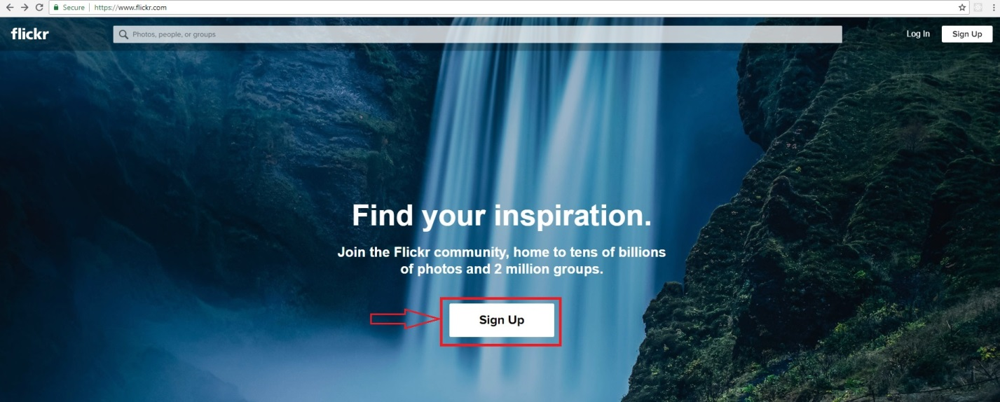 Secure https://www.flickr.com
flickr Photos, people, or groups Log In Sign Up
Find your inspiration.
Join the Flickr community, home to tens of billions
of photos and 2 million groups.
Sign Up